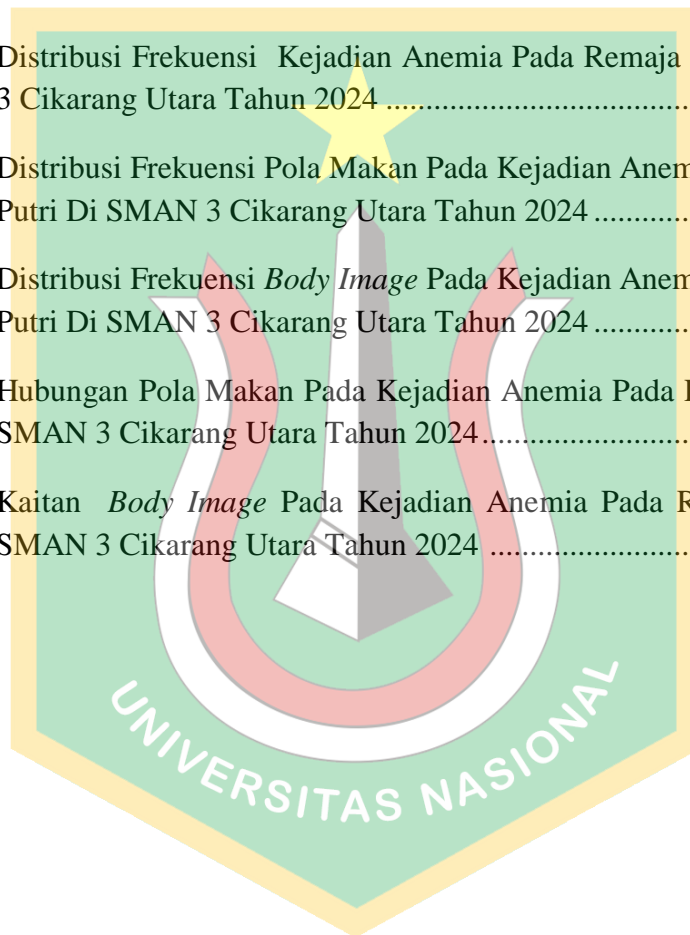 Distribusi Frekuensi Kejadian Anemia Pada Remaja
3 Cikarang Utara Tahun 2024 ....................................
Distribusi Frekuensi Pola Makan Pada Kejadian Anem
Putri Di SMAN 3 Cikarang Utara Tahun 2024 ............
Distribusi Frekuensi Body Image Pada Kejadian Anem
Putri Di SMAN 3 Cikarang Utara Tahun 2024 ............
Hubungan Pola Makan Pada Kejadian Anemia Pada
SMAN 3 Cikarang Utara Tahun 2024..........................
Kaitan Body Image Pada Kejadian Anemia Pada R
SMAN 3 Cikarang Utara Tahun 2024 .........................
UNIVERSITAS NASIONAL